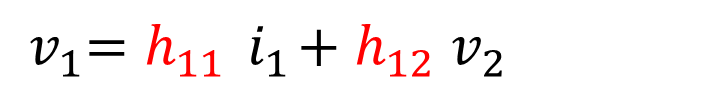 v₁= h₁₁ i₁ + h₁₂ v₂